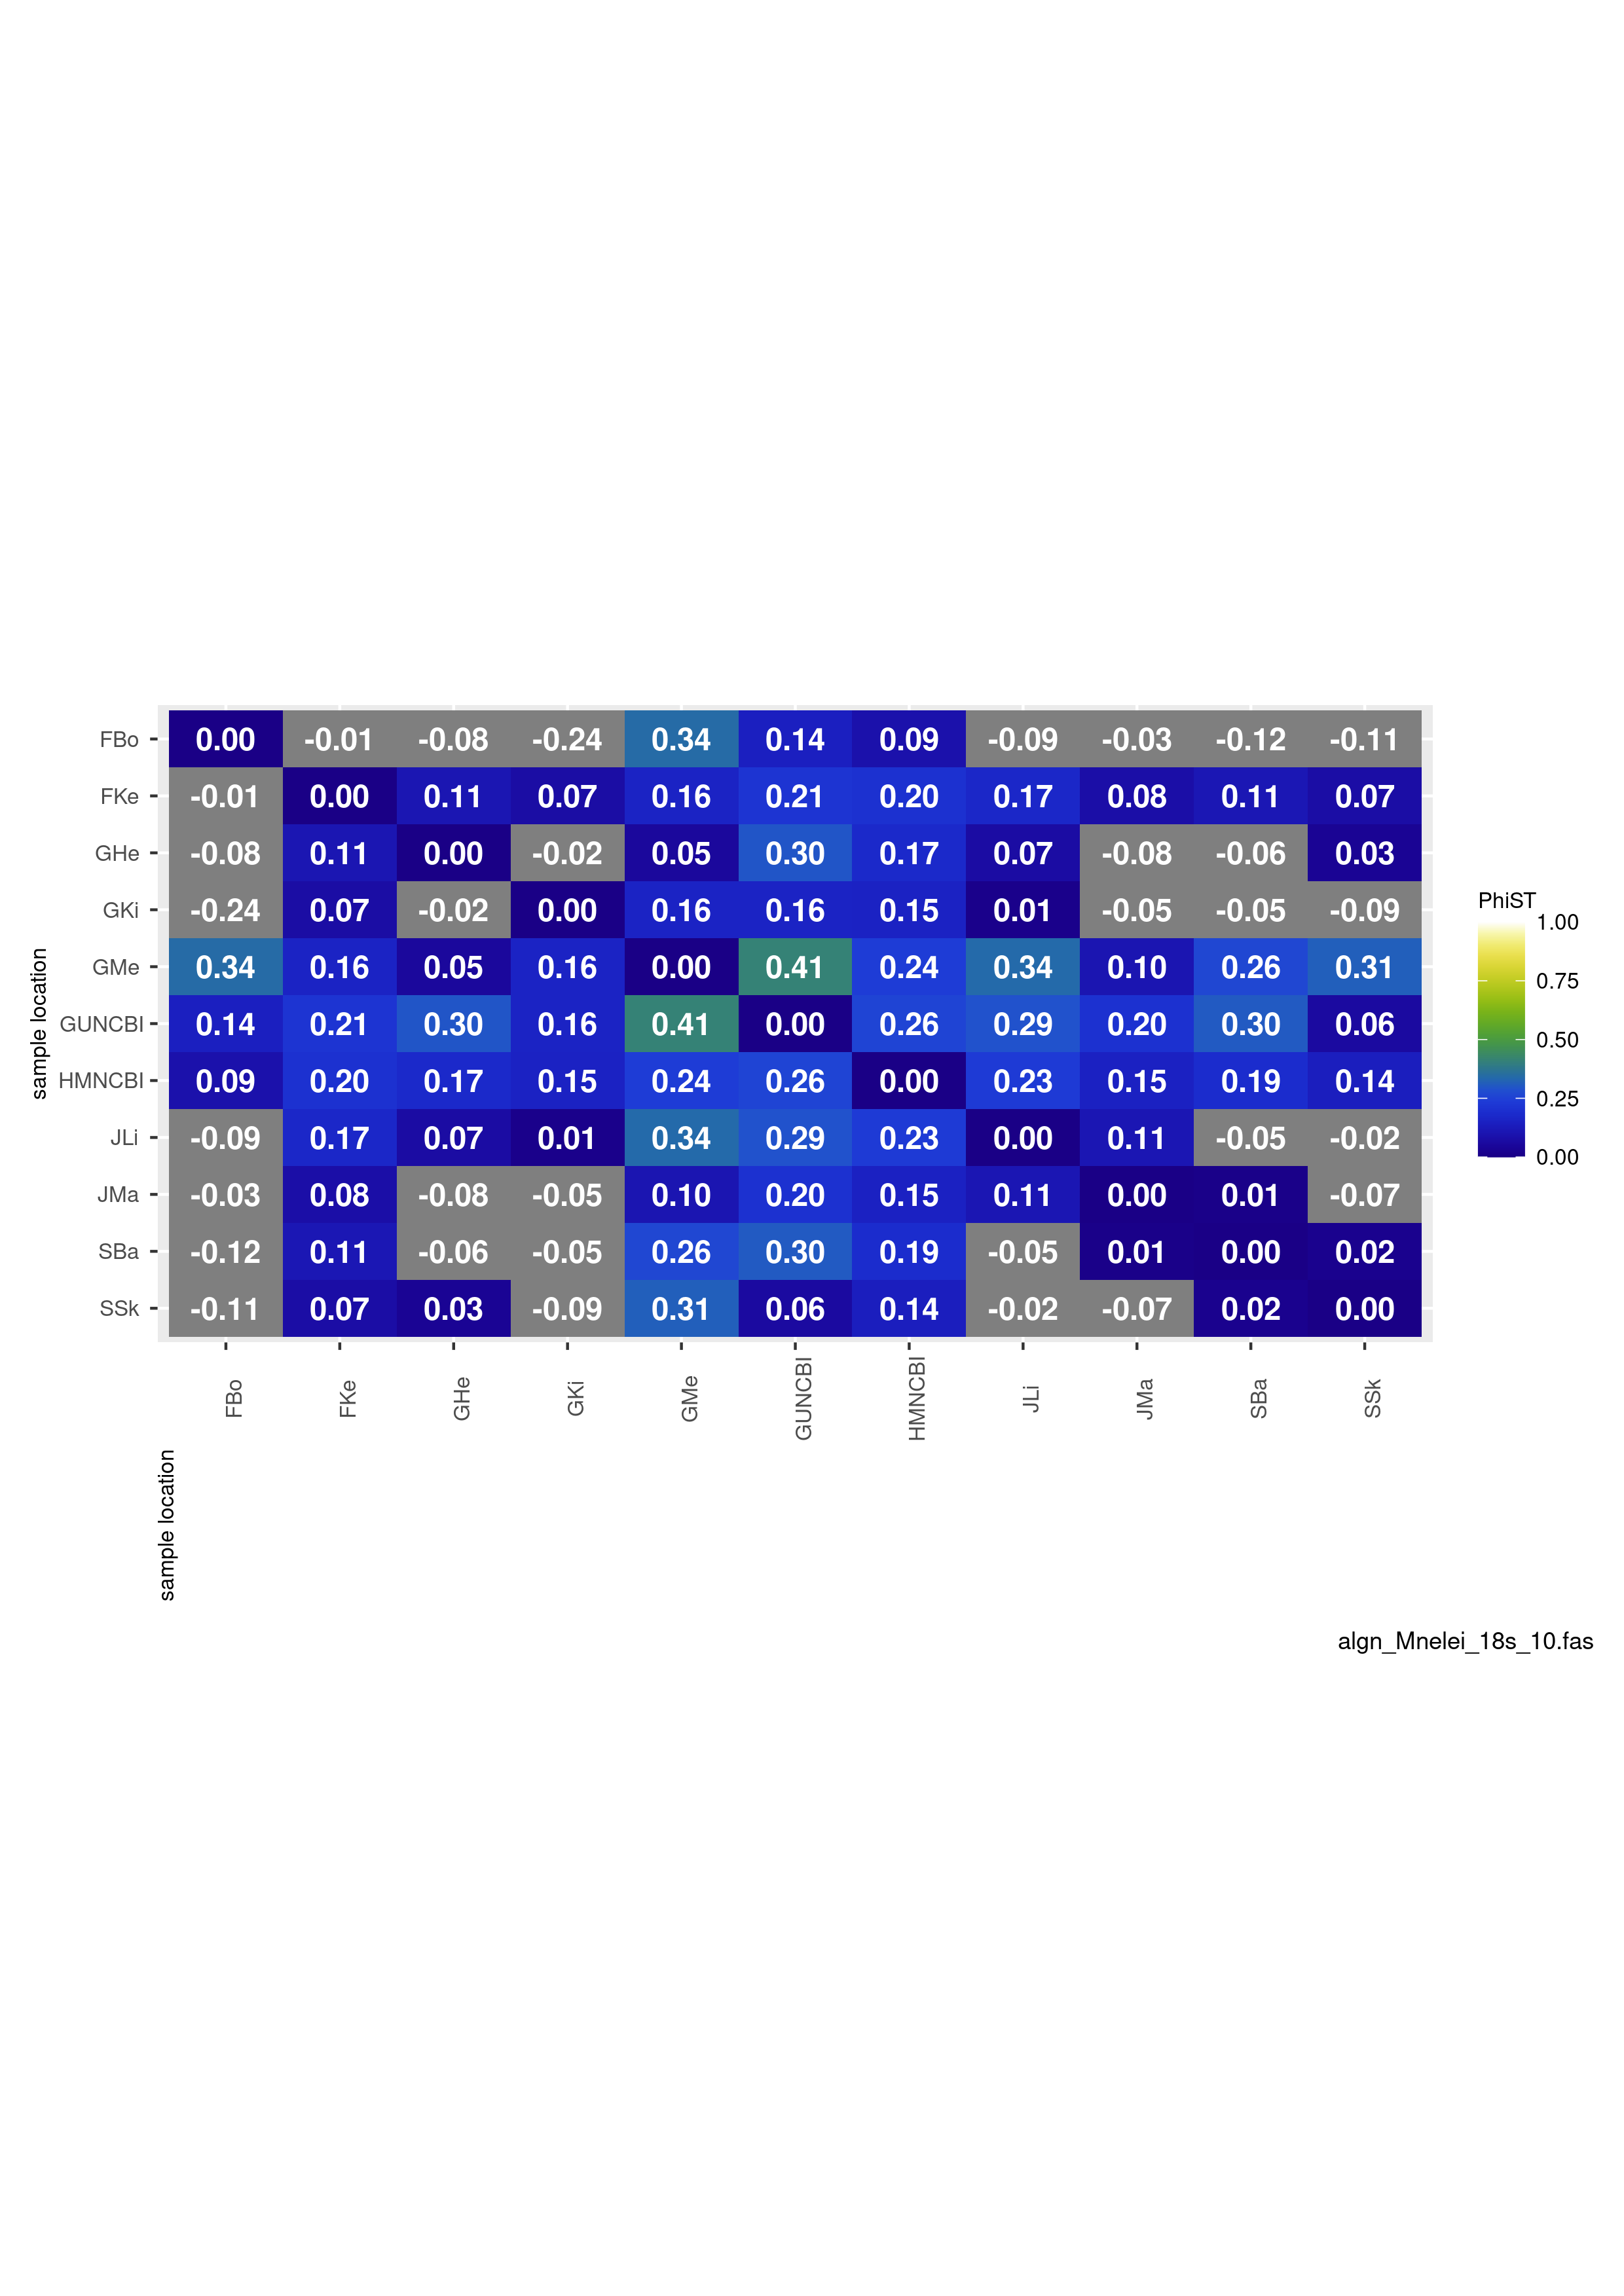 FBo 0.00 -0.01 -0.08 -0.24 0.34 0.14 0.09 -0.09 -0.03 -0.12 -0.11
FKe -0.01 0.00 0.11 0.07 0.16 0.21 0.20 0.17 0.08 0.11 0.07
GHe -0.08 0.11 0.00 -0.02 0.05 0.30 0.17 0.07 -0.08 -0.06 0.03
GKi -0.24 0.07 -0.02 0.00 0.16 0.16 0.15 0.01 -0.05 -0.05 -0.09
GMe 0.34 0.16 0.05 0.16 0.00 0.41 0.24 0.34 0.10 0.26 0.31
GUNCBI 0.14 0.21 0.30 0.16 0.41 0.00 0.26 0.29 0.20 0.30 0.06
HMNCBI 0.09 0.20 0.17 0.15 0.24 0.26 0.00 0.23 0.15 0.19 0.14
JLi -0.09 0.17 0.07 0.01 0.34 0.29 0.23 0.00 0.11 -0.05 -0.02
JMa -0.03 0.08 -0.08 -0.05 0.10 0.20 0.15 0.11 0.00 0.01 -0.07
SBa -0.12 0.11 -0.06 -0.05 0.26 0.30 0.19 -0.05 0.01 0.00 0.02
SSk -0.11 0.07 0.03 -0.09 0.31 0.06 0.14 -0.02 -0.07 0.02 0.00
FBo FKe GHe GKi GMe GUNCBI HMNCBI JLi JMa SBa SSk
sample location
sample location
PhiST
1.00
0.75
0.50
0.25
0.00
algn_Mnelei_18s_10.fas